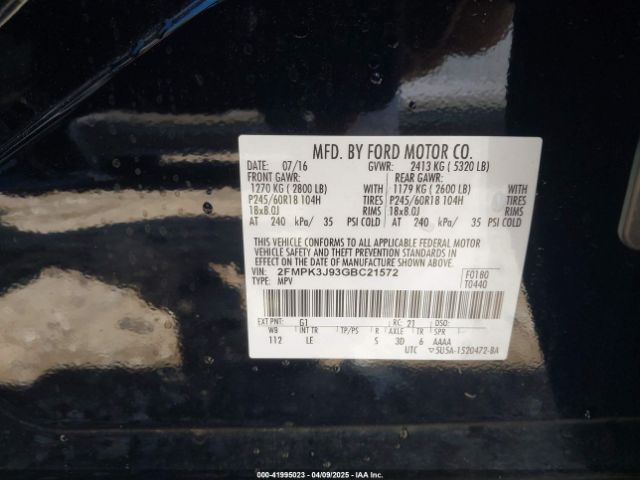 MFD. BY FORD MOTOR CO.
DATE: 07/16 GVWR: 2413 KG ( 5320 LB)
FRONT GAWR: REAR GAWR:
1270 KG ( 2800 LB) WITH 1179 KG ( 2600 LB) WITH
P245/60R18 104H TIRES P245/60R18 104H TIRES
18x8.0J RIMS 18x8.0J RIMS
AT 240 kPa/ 35 PSI COLD AT 240 kPa/ 35 PSI COLD
THIS VEHICLE CONFORMS TO ALL APPLICABLE FEDERAL MOTOR
VEHICLE SAFETY AND THEFT PREVENTION STANDARDS IN
EFFECT ON THE DATE OF MANUFACTURE SHOWN ABOVE.
VIN: 2FMPK3J93GBC21572 F0180
TYPE: MPV T0440
EXT PNT: G1 RC: 21 DSO:
WB INT TR TP/PS R AXLE TR SPR
112 LE S 3D 6 AAAA
UTC ▽5U5A-1520472-BA
000-41995023 - 04/09/2025 - IAA Inc.